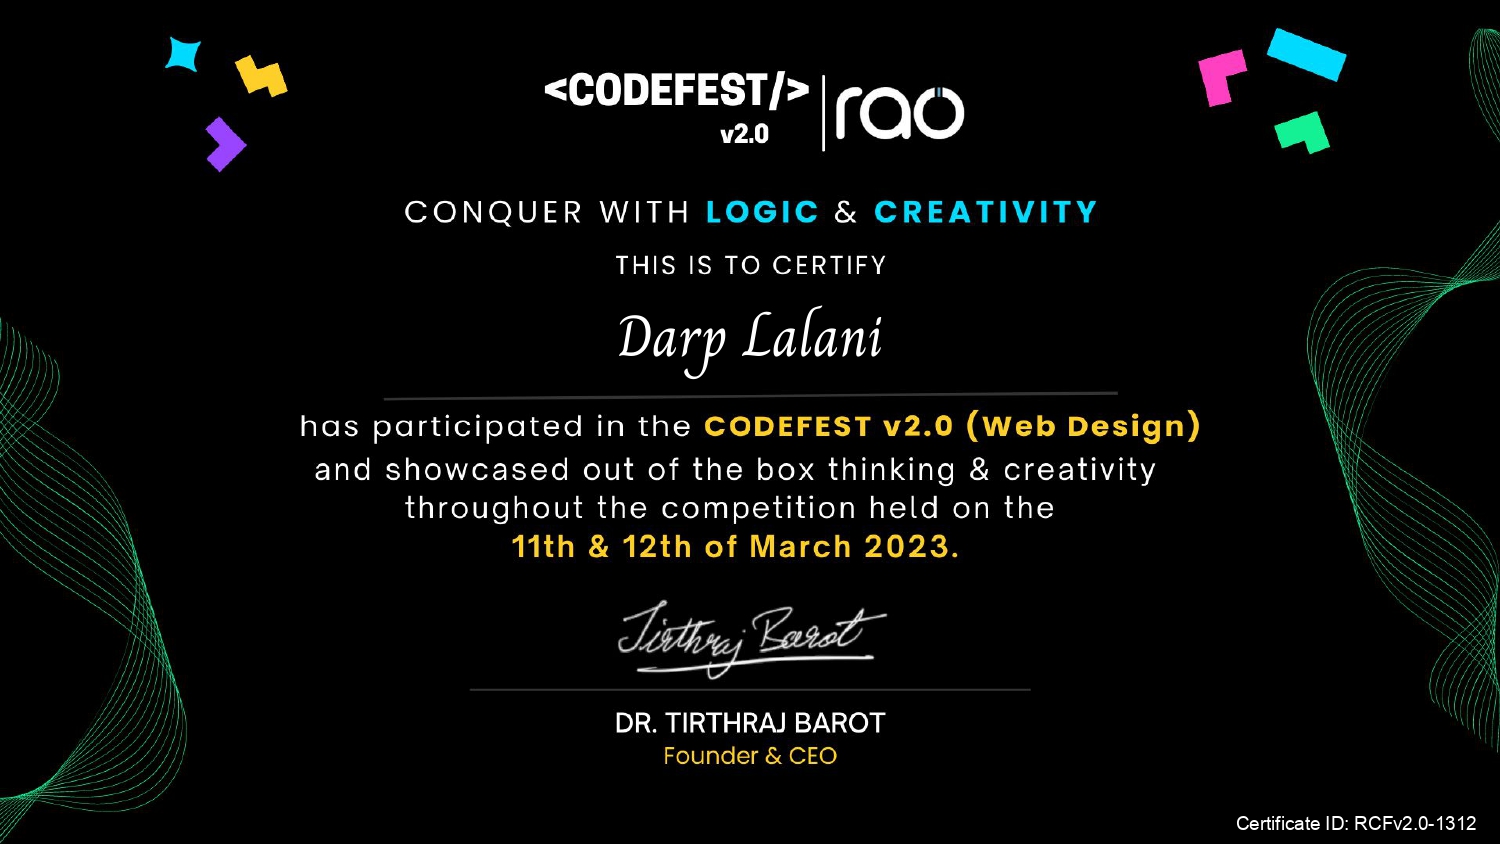 <CODEFEST/>
v2.0
rao
CONQUER WITH LOGIC & CREATIVITY
THIS IS TO CERTIFY
Darp Lalani
has participated in the CODEFEST v2.0 (Web Design)
and showcased out of the box thinking & creativity
throughout the competition held on the
11th & 12th of March 2023.
Tirthraj Barot
DR. TIRTHRAJ BAROT
Founder & CEO
Certificate ID: RCFv2.0-1312